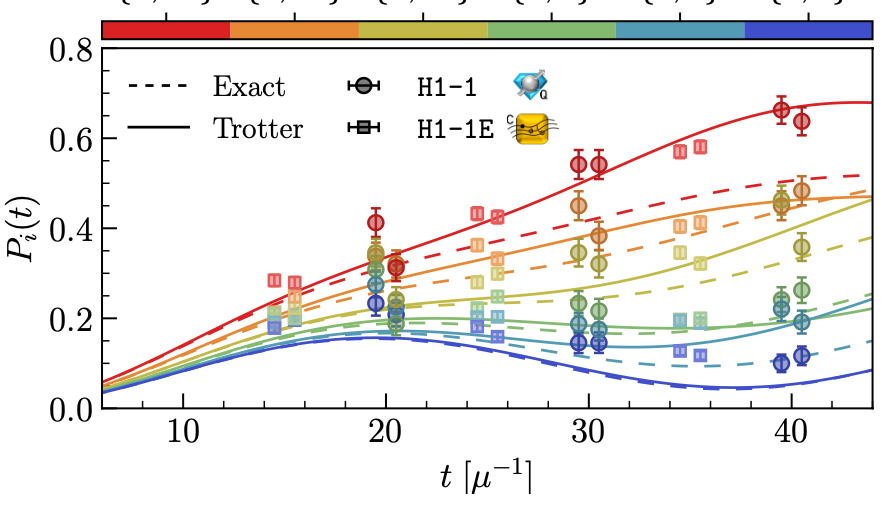 0.8
Exact H1-1 Q
0.6
Trotter H1-1E C
P_i(t)
0.4
0.2
0.0
10 20 30 40
t [μ⁻¹]